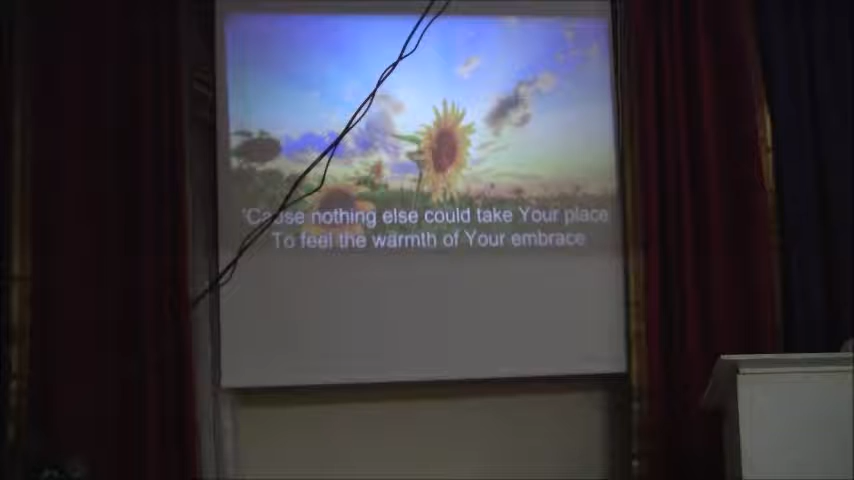 'Cause nothing else could take Your place
To feel the warmth of Your embrace